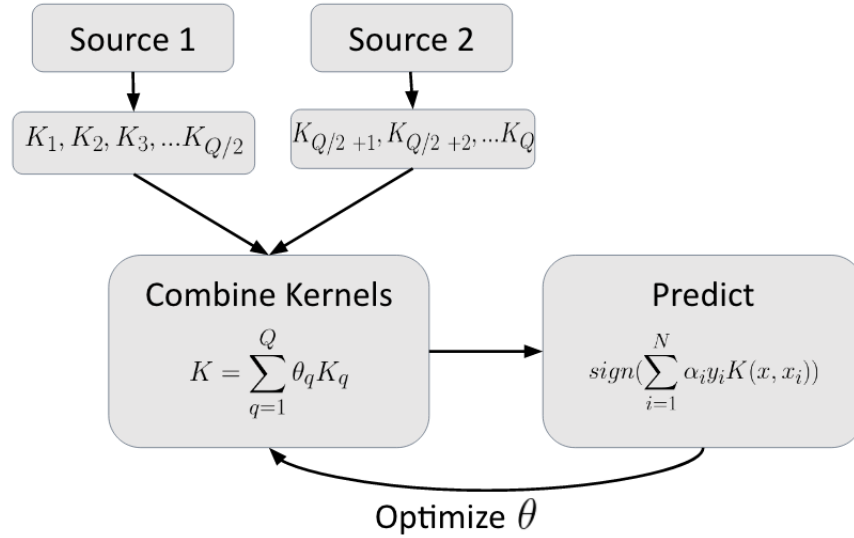 Source 1
Source 2
K_1, K_2, K_3, ...K_{Q/2}
K_{Q/2 +1}, K_{Q/2 +2}, ...K_Q
Combine Kernels
K = \sum_{q=1}^{Q} \theta_q K_q
Predict
sign(\sum_{i=1}^{N} \alpha_i y_i K(x, x_i))
Optimize θ